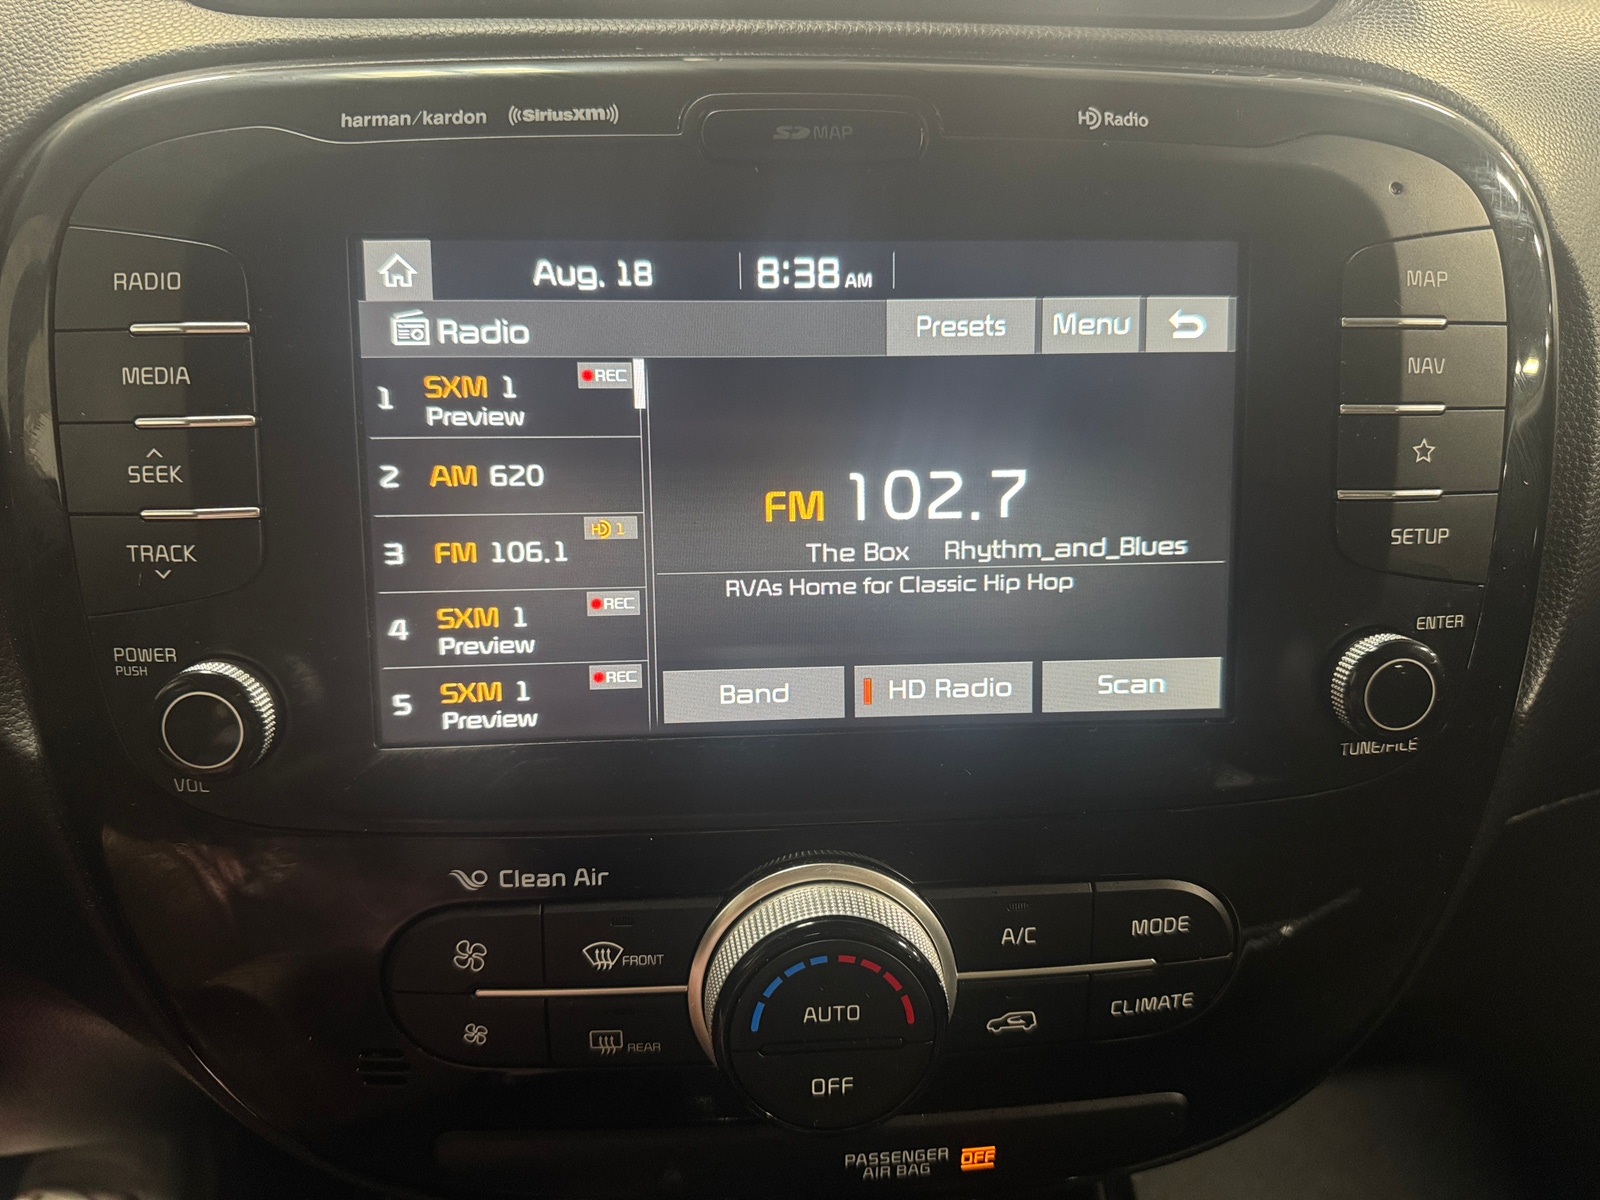 harman/kardon ((SiriusXM)) SD MAP HD Radio
Aug. 18 8:38 AM
Radio Presets Menu
1 SXM 1 REC
Preview
2 AM 620
3 FM 106.1 HD 1
4 SXM 1 REC
Preview
5 SXM 1 REC
Preview
FM 102.7
The Box Rhythm_and_Blues
RVAs Home for Classic Hip Hop
Band HD Radio Scan
RADIO
MEDIA
SEEK
TRACK
POWER
PUSH
VOL
MAP
NAV
SETUP
ENTER
TUNE/FILE
Clean Air
FRONT
REAR
AUTO
OFF
A/C
MODE
CLIMATE
PASSENGER
AIR BAG OFF